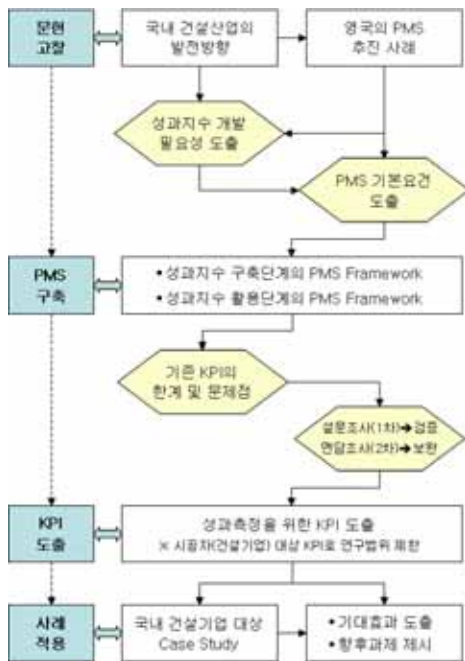 문헌
고찰
국내 건설산업의
발전방향
영국의 PMS
추진 사례
성과지수 개발
필요성 도출
PMS 기본요건
도출
PMS
구축
•성과지수 구축단계의 PMS Framework
•성과지수 활용단계의 PMS Framework
기존 KPI의
한계 및 문제점
설문조사(1차)➔검증
면담조사(2차)➔보완
KPI
도출
성과측정을 위한 KPI 도출
※ 시공자(건설기업) 대상 KPI로 연구범위 제한
사례
적용
국내 건설기업 대상
Case Study
•기대효과 도출
•향후과제 제시